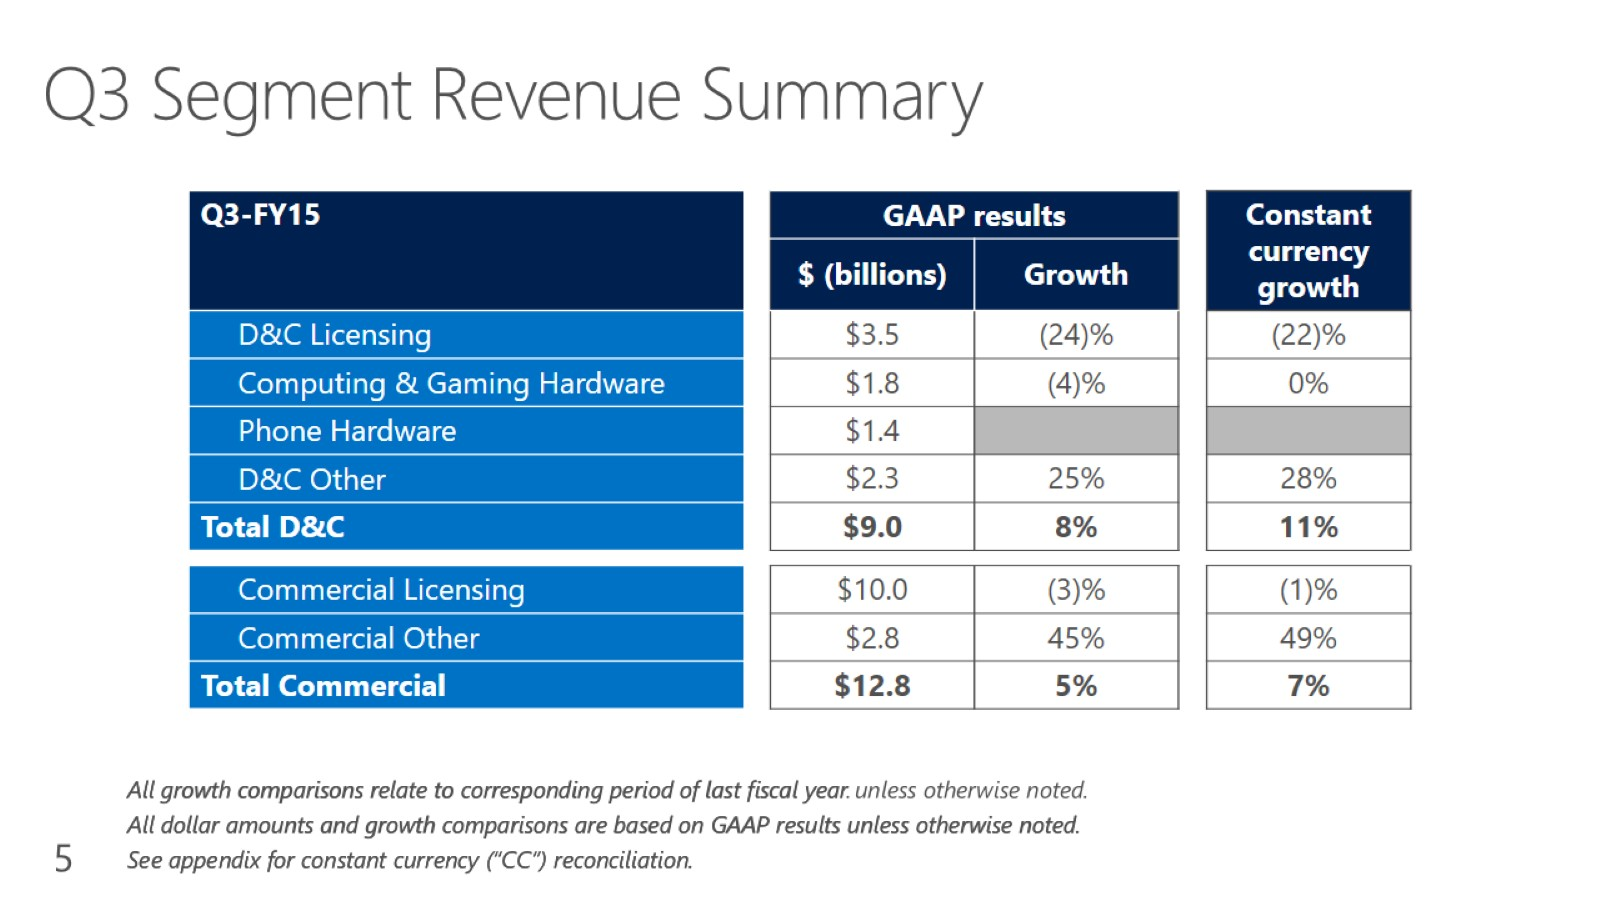 Q3 Segment Revenue Summary
Q3-FY15
GAAP results
Constant
currency
growth
$ (billions) Growth
D&C Licensing $3.5 (24)% (22)%
Computing & Gaming Hardware $1.8 (4)% 0%
Phone Hardware $1.4
D&C Other $2.3 25% 28%
Total D&C $9.0 8% 11%
Commercial Licensing $10.0 (3)% (1)%
Commercial Other $2.8 45% 49%
Total Commercial $12.8 5% 7%
All growth comparisons relate to corresponding period of last fiscal year. unless otherwise noted.
All dollar amounts and growth comparisons are based on GAAP results unless otherwise noted.
See appendix for constant currency ("CC") reconciliation.
5